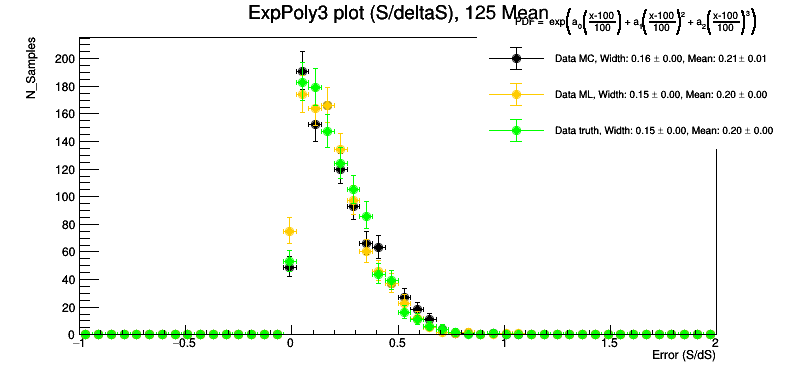 ExpPoly3 plot (S/deltaS), 125 Mean
PDF = exp(a0(x-100/100) + a1(x-100/100)^2 + a2(x-100/100)^3)
N_Samples
Data MC, Width: 0.16 ± 0.00, Mean: 0.21 ± 0.01
Data ML, Width: 0.15 ± 0.00, Mean: 0.20 ± 0.00
Data truth, Width: 0.15 ± 0.00, Mean: 0.20 ± 0.00
200
180
160
140
120
100
80
60
40
20
0
−1 −0.5 0 0.5 1 1.5 2
Error (S/dS)